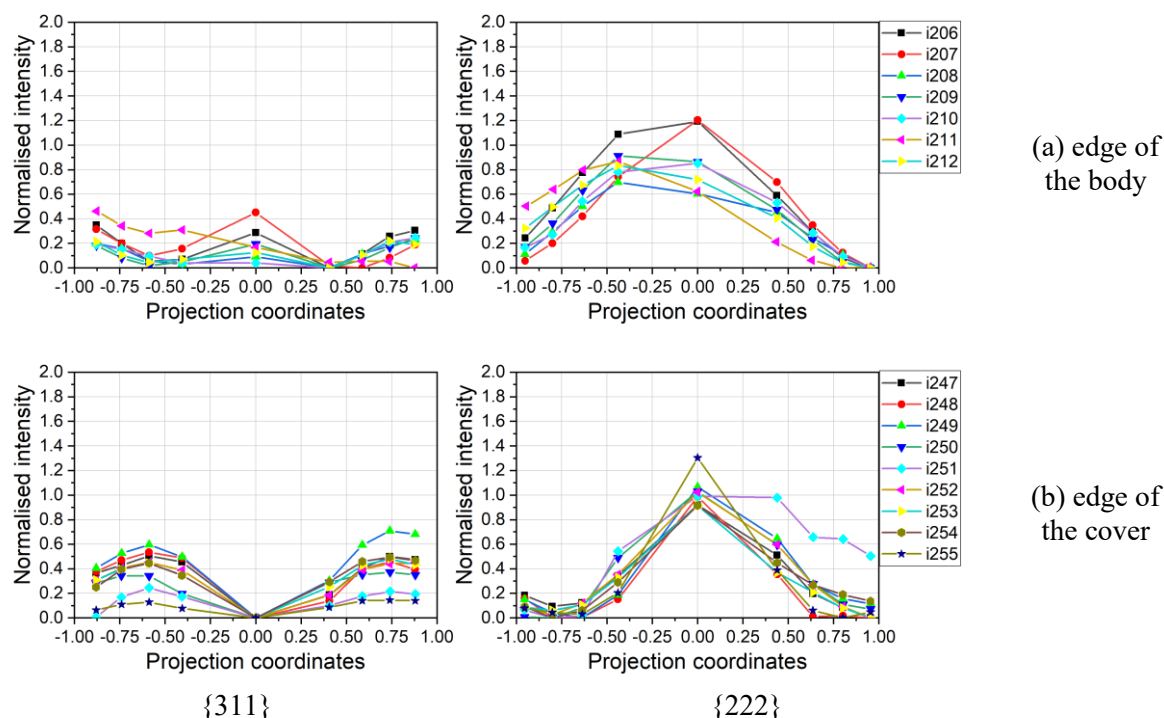 2.0
1.8
1.6
1.4
1.2
1.0
0.8
0.6
0.4
0.2
0.0
Normalised intensity
-1.00 -0.75 -0.50 -0.25 0.00 0.25 0.50 0.75 1.00
Projection coordinates
2.0
1.8
1.6
1.4
1.2
1.0
0.8
0.6
0.4
0.2
0.0
Normalised intensity
-1.00 -0.75 -0.50 -0.25 0.00 0.25 0.50 0.75 1.00
Projection coordinates
i206
i207
i208
i209
i210
i211
i212
(a) edge of
the body
2.0
1.8
1.6
1.4
1.2
1.0
0.8
0.6
0.4
0.2
0.0
Normalised intensity
-1.00 -0.75 -0.50 -0.25 0.00 0.25 0.50 0.75 1.00
Projection coordinates
{311}
2.0
1.8
1.6
1.4
1.2
1.0
0.8
0.6
0.4
0.2
0.0
Normalised intensity
-1.00 -0.75 -0.50 -0.25 0.00 0.25 0.50 0.75 1.00
Projection coordinates
{222}
i247
i248
i249
i250
i251
i252
i253
i254
i255
(b) edge of
the cover